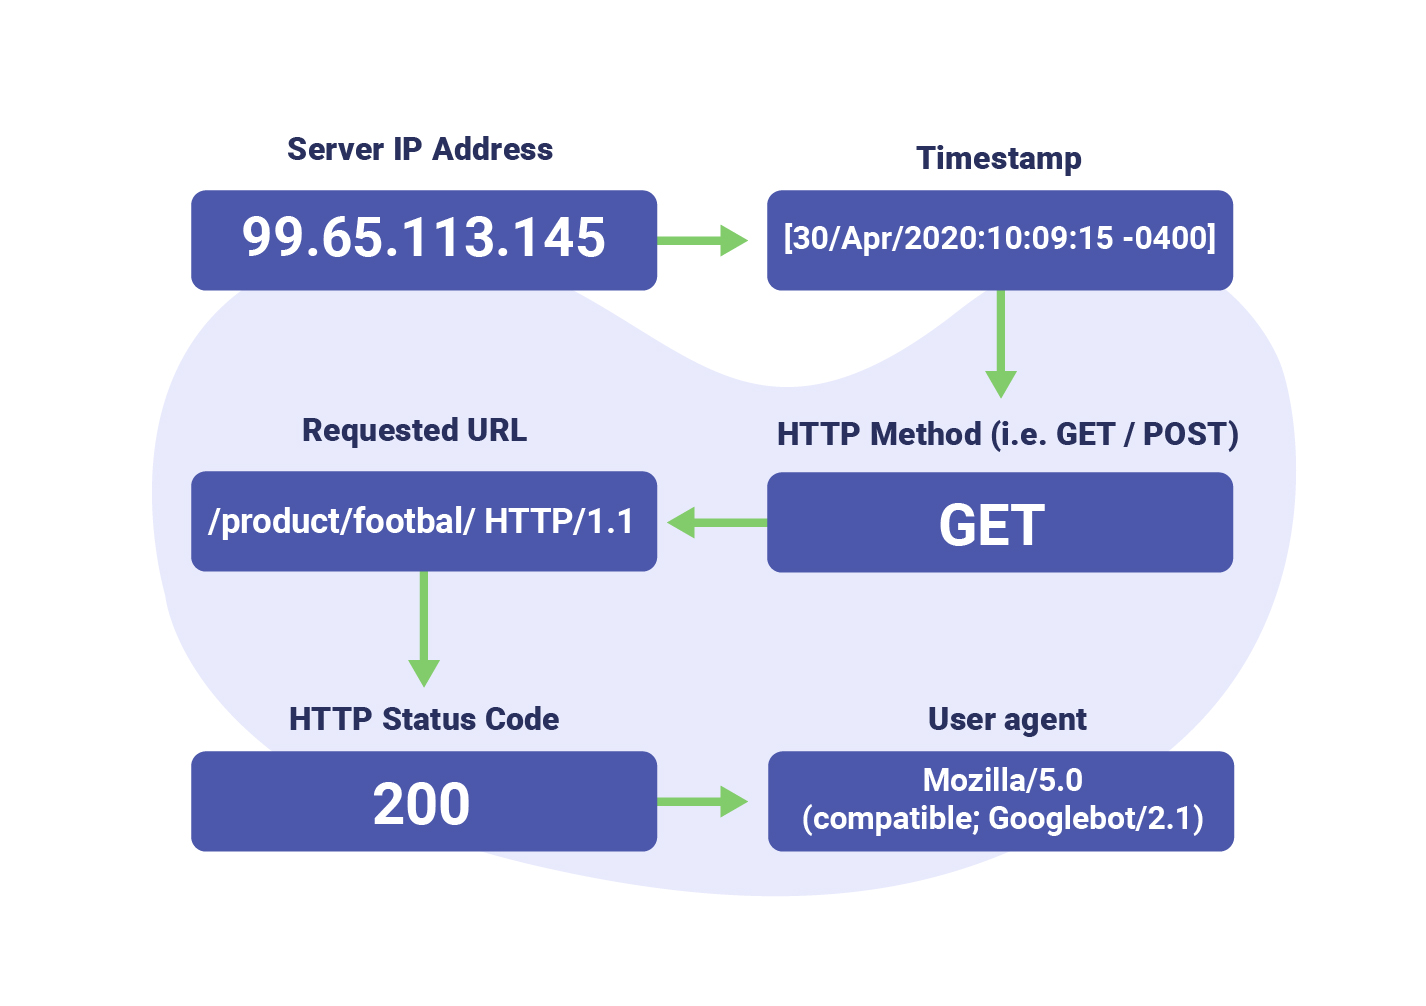 Server IP Address
99.65.113.145
Timestamp
[30/Apr/2020:10:09:15 -0400]
HTTP Method (i.e. GET / POST)
GET
Requested URL
/product/footbal/ HTTP/1.1
HTTP Status Code
200
User agent
Mozilla/5.0
(compatible; Googlebot/2.1)